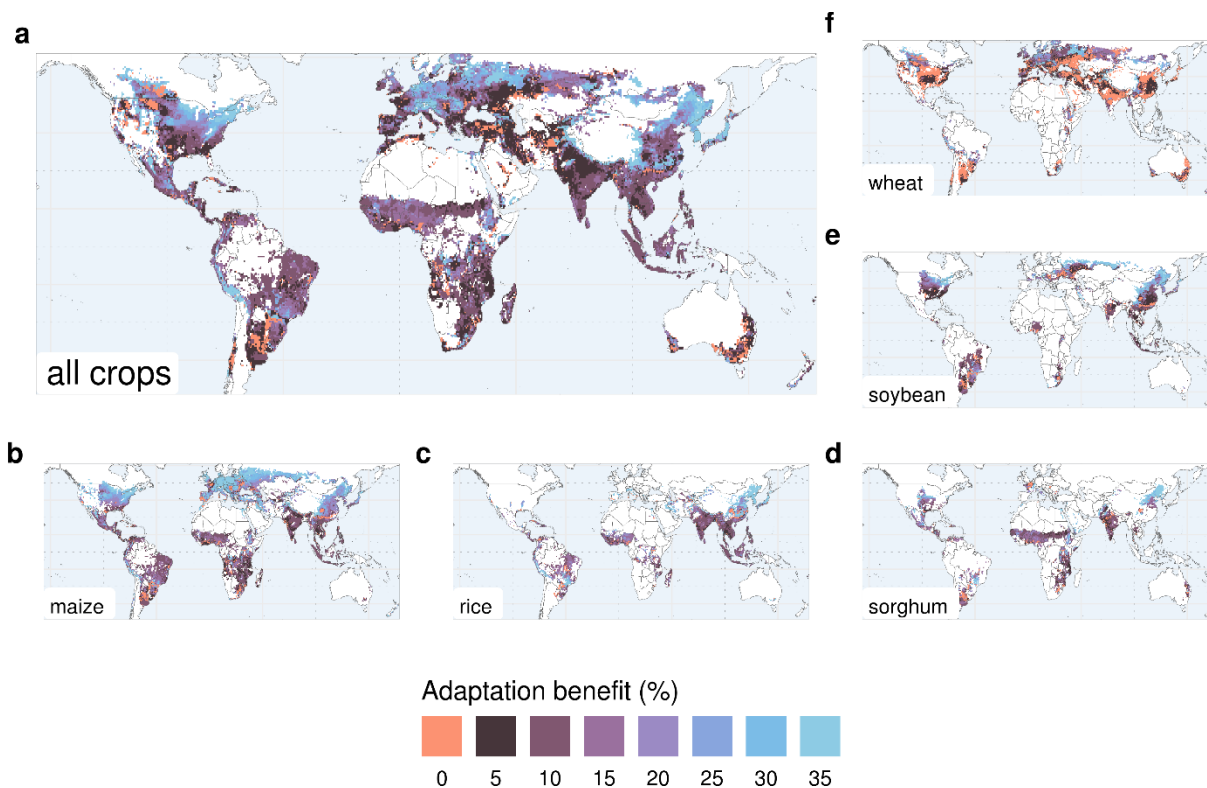 a
all crops
f
wheat
e
soybean
b
maize
c
rice
d
sorghum
Adaptation benefit (%)
0 5 10 15 20 25 30 35